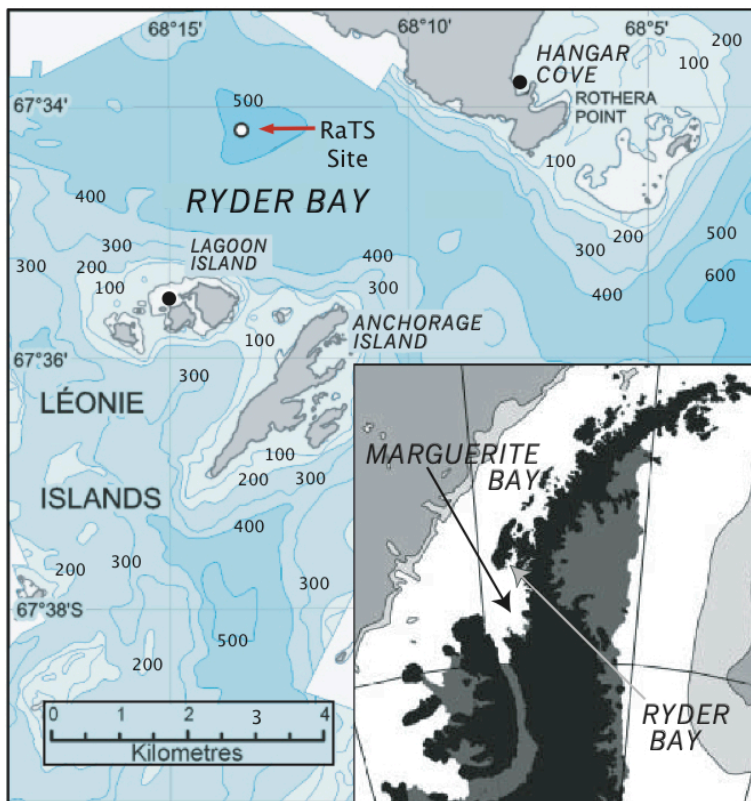 68°15'
68°10'
68°5'
200
100
HANGAR
COVE
67°34'
500
ROTHERA
POINT
RaTS
Site
100
400
RYDER BAY
200
500
300
300
LAGOON
ISLAND
400
300
200
600
300
400
100
ANCHORAGE
ISLAND
100
67°36'
300
LÉONIE
MARGUERITE
BAY
100
200
300
ISLANDS
400
300
200
300
67°38'S
500
200
RYDER
BAY
0 1 2 3 4
Kilometres